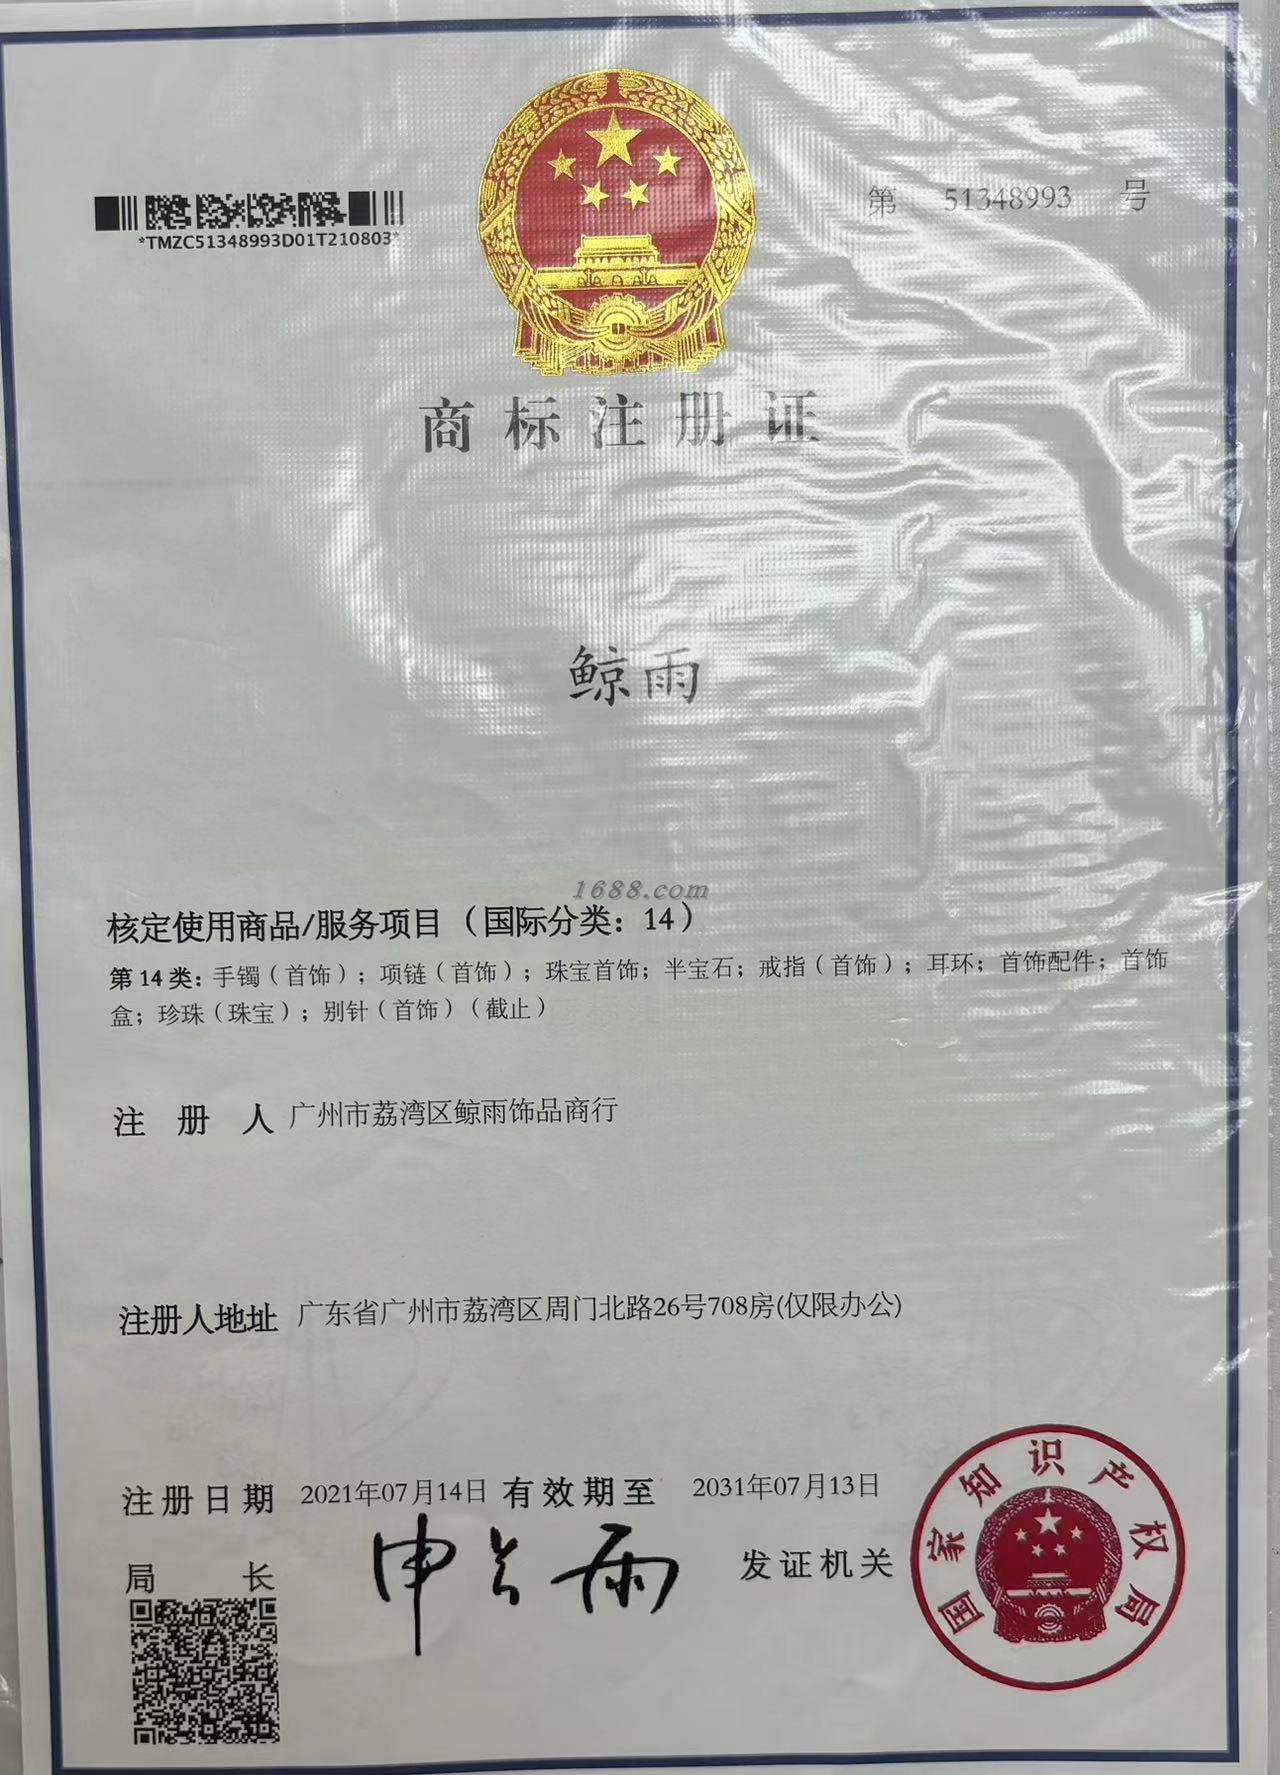 第 51348993 号
*TMZC51348993D01T210803*
商标注册证
鲸雨
1688.com
核定使用商品/服务项目（国际分类：14）
第14类：手镯（首饰）；项链（首饰）；珠宝首饰；半宝石；戒指（首饰）；耳环；首饰配件；首饰
盒；珍珠（珠宝）；别针（首饰）（截止）
注册人 广州市荔湾区鲸雨饰品商行
注册人地址 广东省广州市荔湾区周门北路26号708房(仅限办公)
注册日期 2021年07月14日 有效期至 2031年07月13日
局长 申长雨 发证机关
国家知识产权局